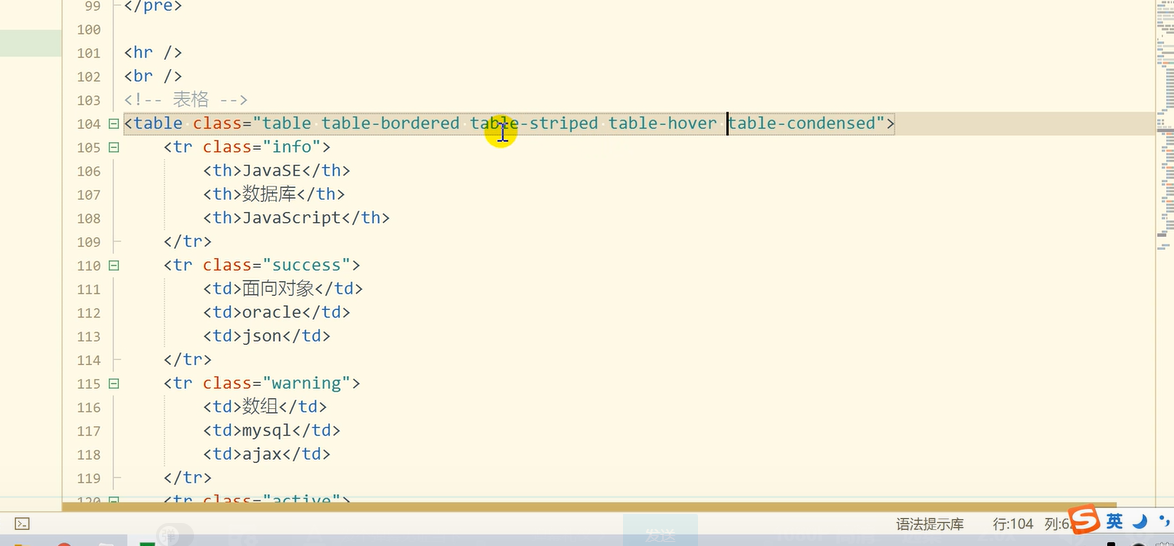 99 </pre>
100
101 <hr />
102 <br />
103 <!-- 表格 -->
104 <table class="table table-bordered table-striped table-hover table-condensed">
105 <tr class="info">
106 <th>JavaSE</th>
107 <th>数据库</th>
108 <th>JavaScript</th>
109 </tr>
110 <tr class="success">
111 <td>面向对象</td>
112 <td>oracle</td>
113 <td>json</td>
114 </tr>
115 <tr class="warning">
116 <td>数组</td>
117 <td>mysql</td>
118 <td>ajax</td>
119 </tr>
120 <tr class="active">
发送
语法提示库 行:104 列:6
英